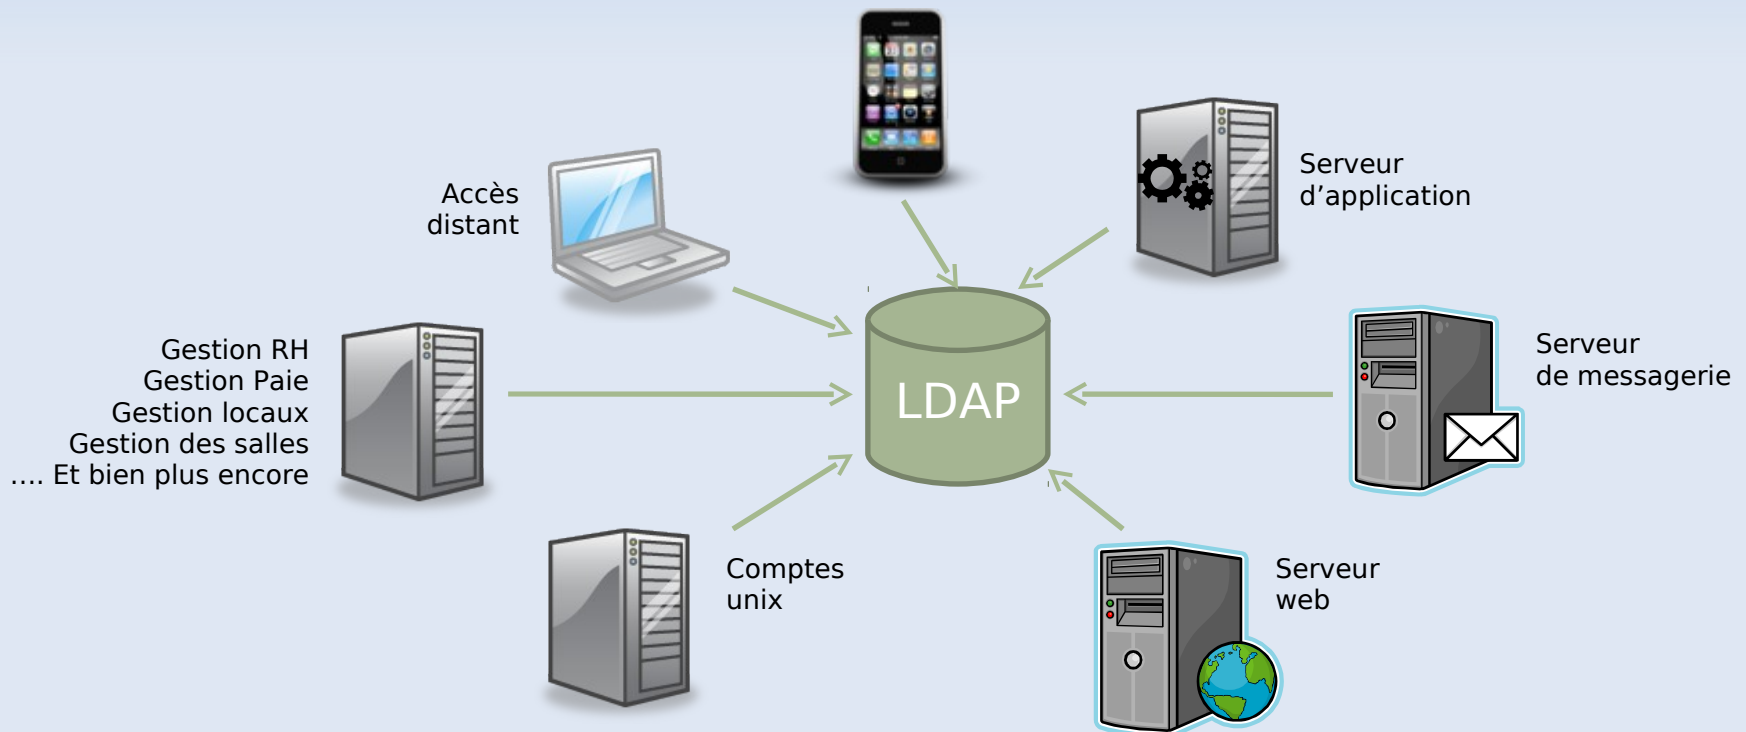 Accès
distant
Serveur
d’application
Gestion RH
Gestion Paie
Gestion locaux
Gestion des salles
…. Et bien plus encore
LDAP
Serveur
de messagerie
Comptes
unix
Serveur
web